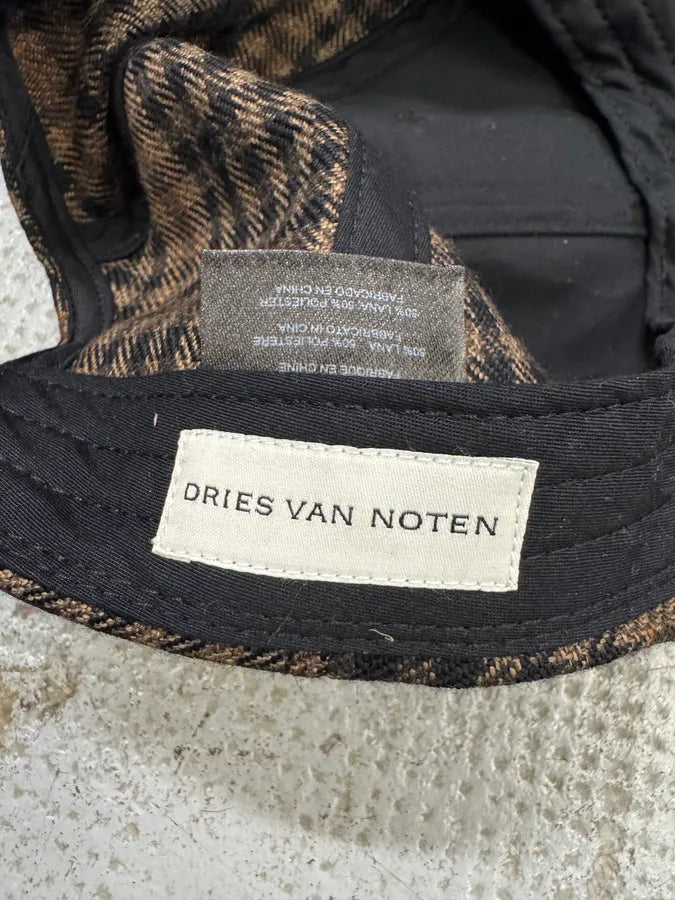 FABRIQUE EN CHINE
50% LANA 50% POLIESTERE
FABBRICATO IN CINA
50% LANA; 50% POLIESTER
FABRICADO EN CHINA
DRIES VAN NOTEN